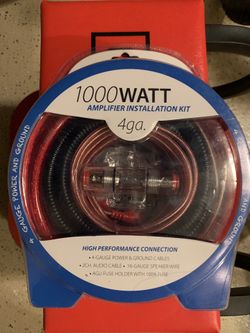 1000WATT
AMPLIFIER INSTALLATION KIT
4ga.
4 GAUGE POWER AND GROUND
HIGH PERFORMANCE CONNECTION
• 4-GAUGE POWER & GROUND CABLES
• 2CH. AUDIO CABLE • 16-GAUGE SPEAKER WIRE
• AGU FUSE HOLDER WITH 100A FUSE